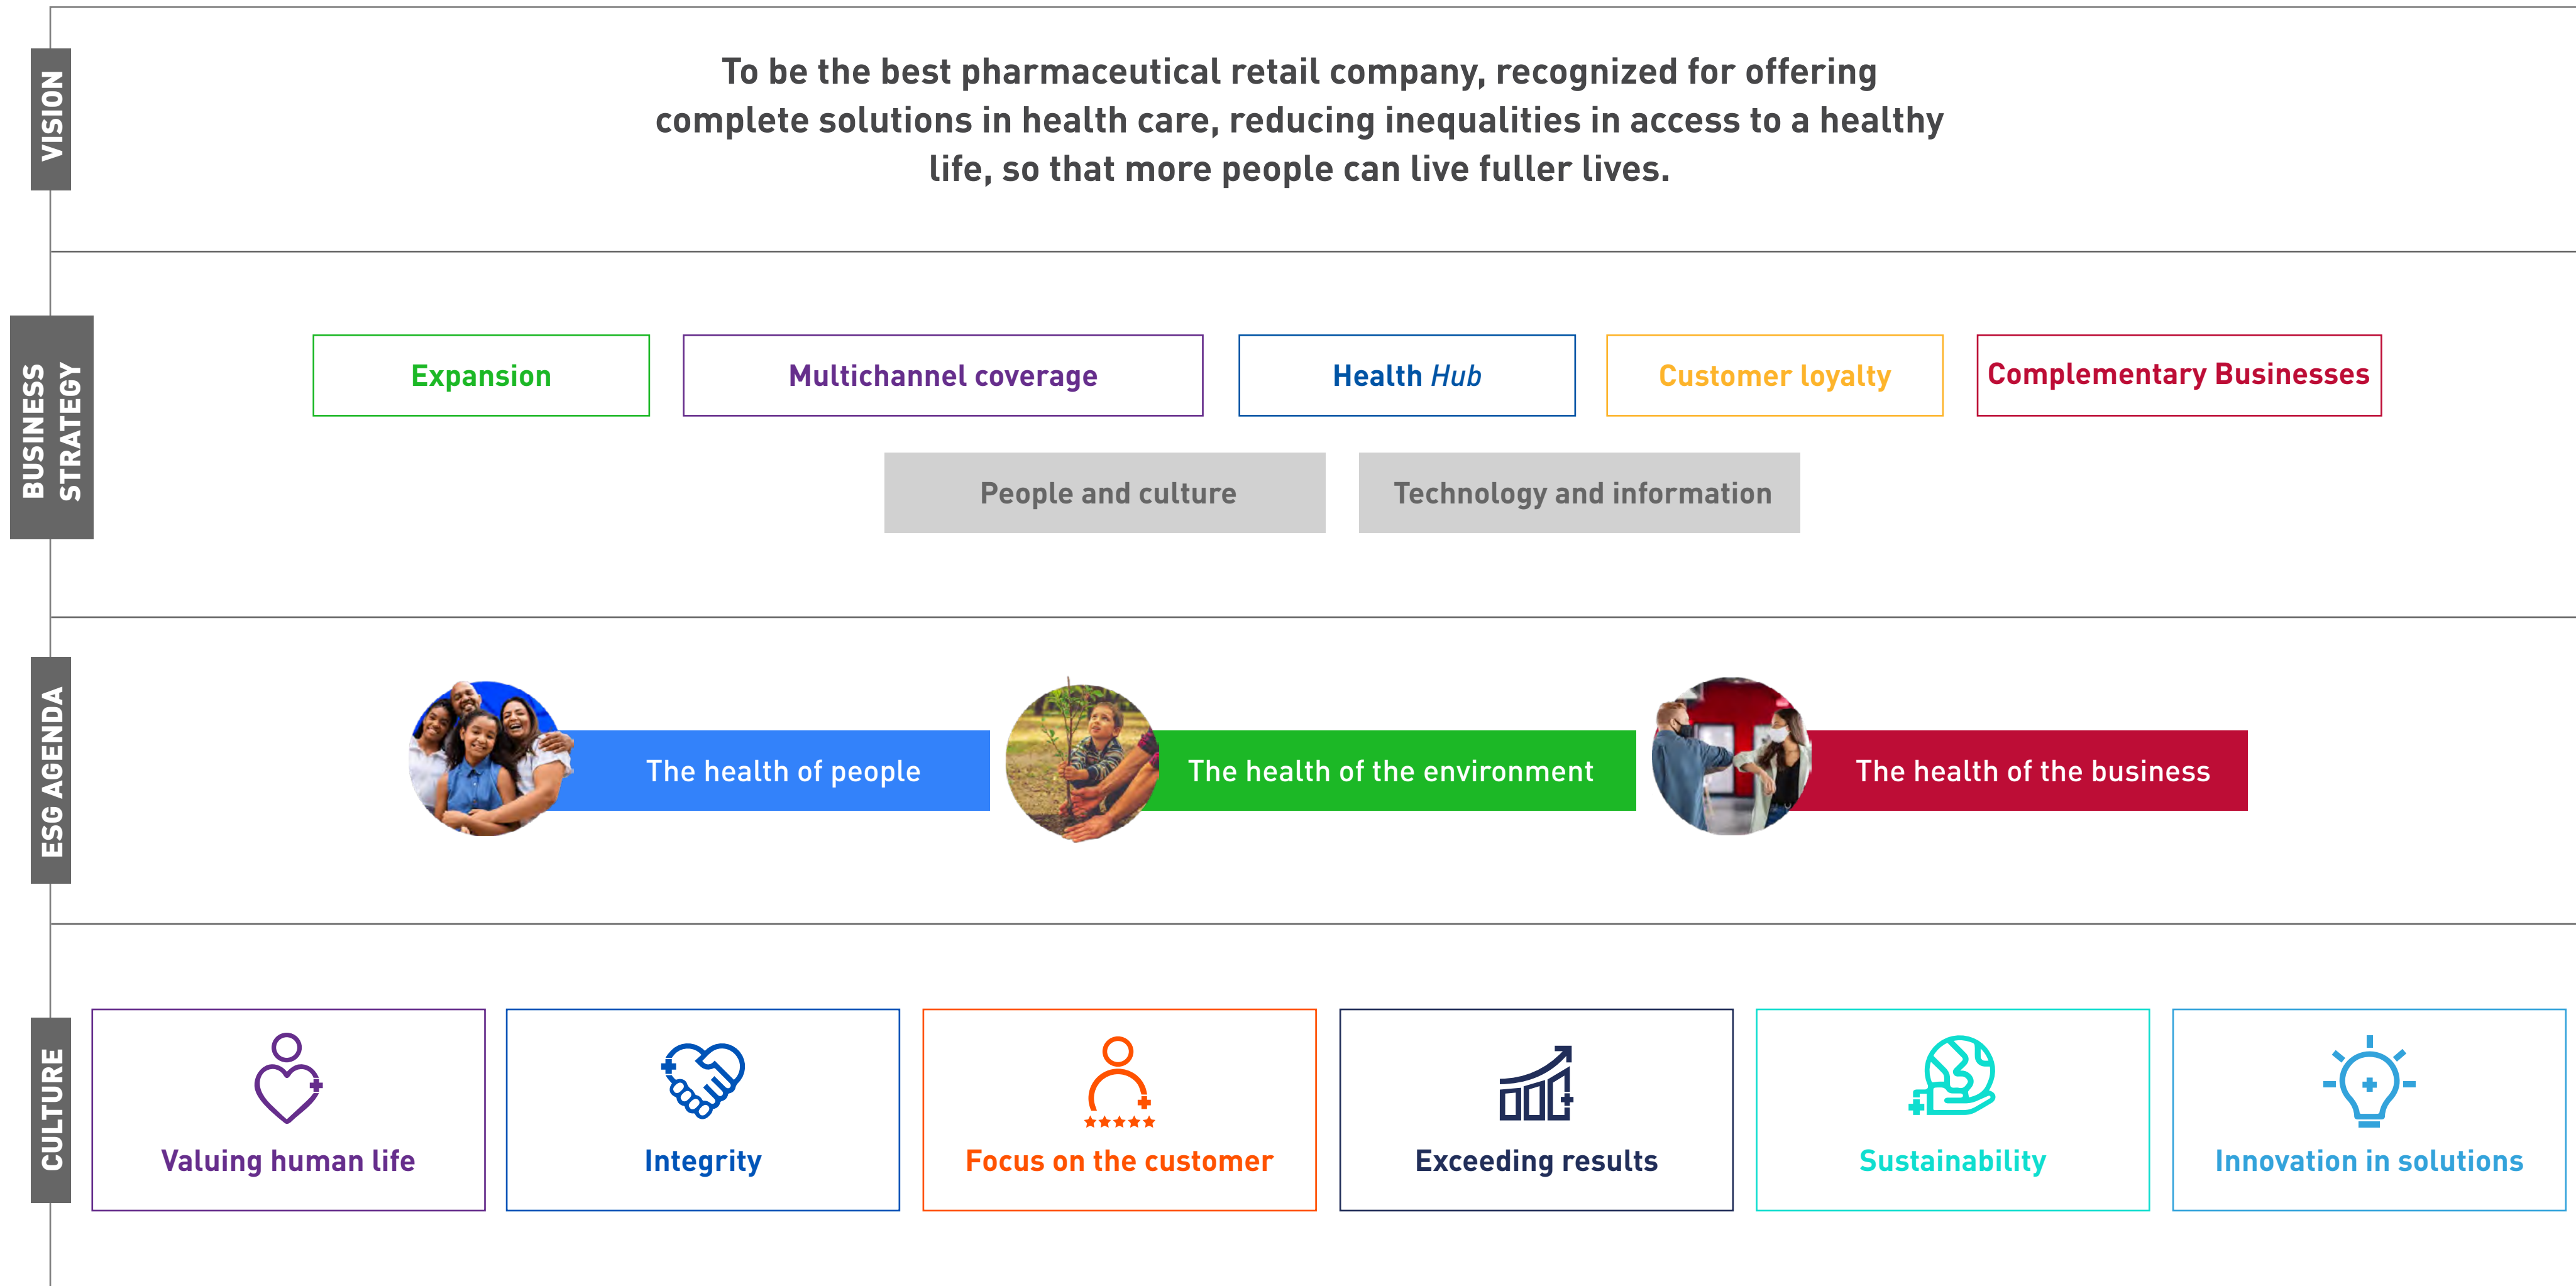 VISION
To be the best pharmaceutical retail company, recognized for offering
complete solutions in health care, reducing inequalities in access to a healthy
life, so that more people can live fuller lives.
BUSINESS
STRATEGY
Expansion
Multichannel coverage
Health Hub
Customer loyalty
Complementary Businesses
People and culture
Technology and information
ESG AGENDA
The health of people
The health of the environment
The health of the business
CULTURE
Valuing human life
Integrity
Focus on the customer
Exceeding results
Sustainability
Innovation in solutions